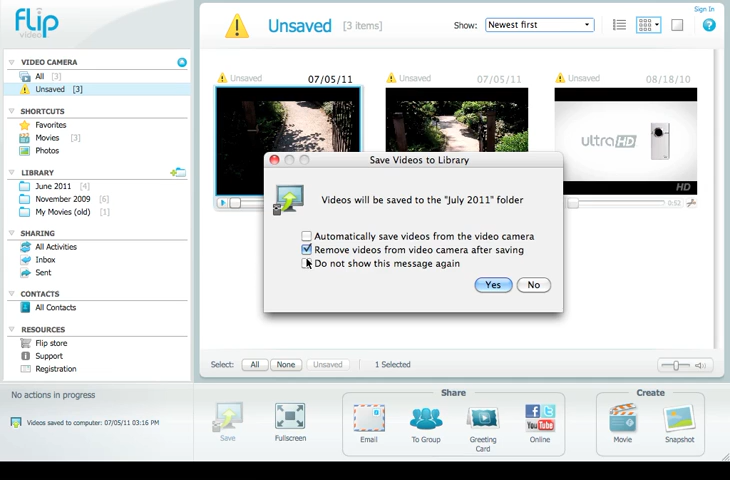 flip
video
Sign In
Unsaved
[3 items]
Show:
Newest first
?
VIDEO CAMERA
All [3]
Unsaved [3]
SHORTCUTS
Favorites
Movies [3]
Photos
LIBRARY
June 2011 [4]
November 2009 [6]
My Movies (old) [2]
SHARING
All Activities
Inbox
Sent
CONTACTS
All Contacts
RESOURCES
Flip store
Support
Registration
Unsaved 07/05/11
Unsaved 07/05/11
Unsaved 08/18/10
ultraHD
HD
0:52
Save Videos to Library
Videos will be saved to the "July 2011" folder
Automatically save videos from the video camera
Remove videos from video camera after saving
Do not show this message again
Yes No
Select: All None Unsaved 1 Selected
No actions in progress
Videos saved to computer: 07/05/11 03:16 PM
Save
Fullscreen
Share
Email
To Group
Greeting
Card
You Tube
Online
Create
Movie
Snapshot